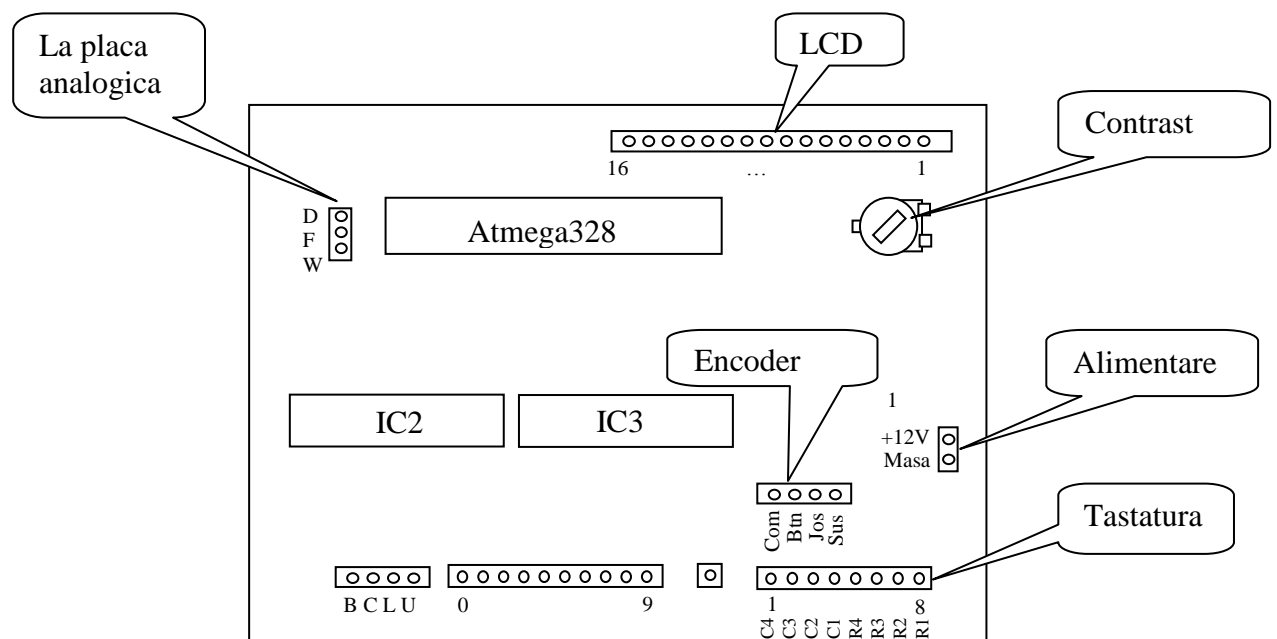 La placa
analogica
LCD
Contrast
16 ... 1
D
F
W
Atmega328
Encoder
Alimentare
1
IC2
IC3
+12V
Masa
Com
Btn
Jos
Sus
Tastatura
B C L U
0 9
1 8
C4
C3
C2
C1
R4
R3
R2
R1